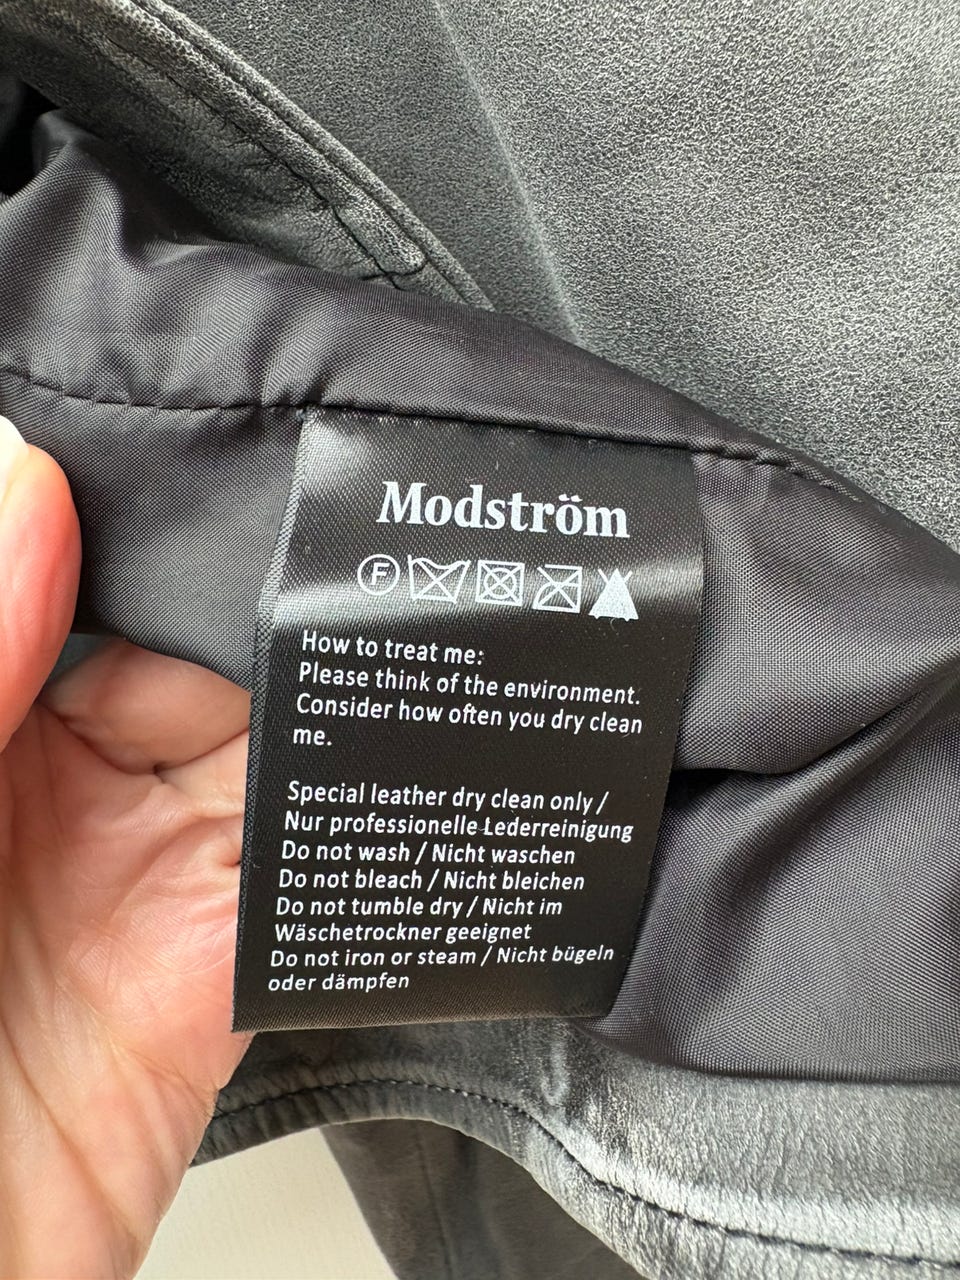 Modström
F
How to treat me:
Please think of the environment.
Consider how often you dry clean
me.
Special leather dry clean only /
Nur professionelle Lederreinigung
Do not wash / Nicht waschen
Do not bleach / Nicht bleichen
Do not tumble dry / Nicht im
Wäschetrockner geeignet
Do not iron or steam / Nicht bügeln
oder dämpfen